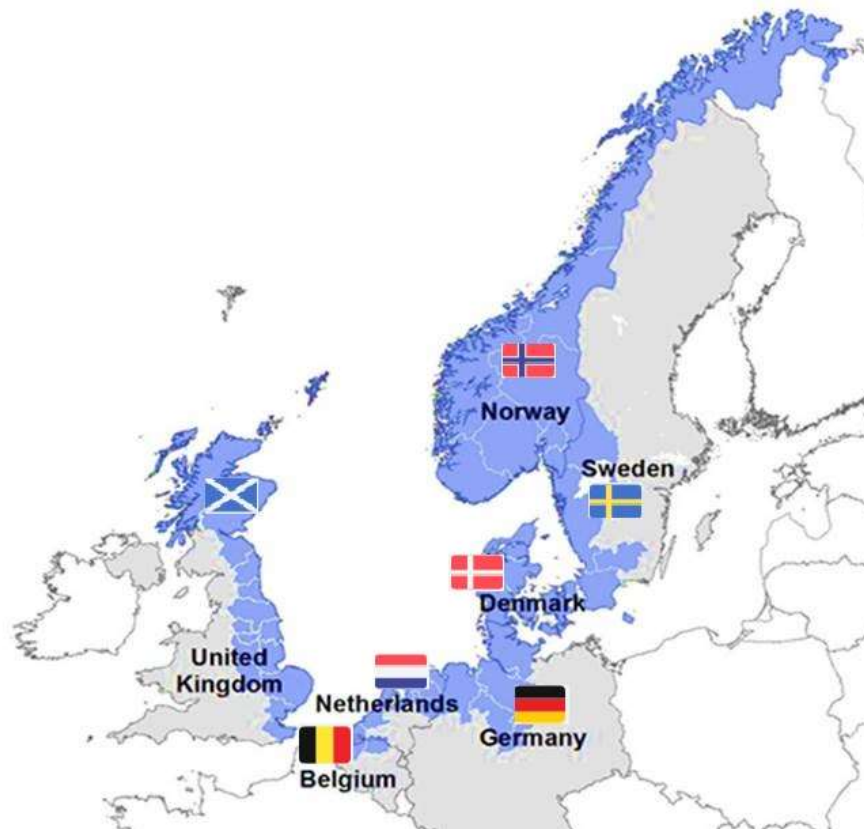 Norway
Sweden
Denmark
United
Kingdom
Netherlands
Germany
Belgium